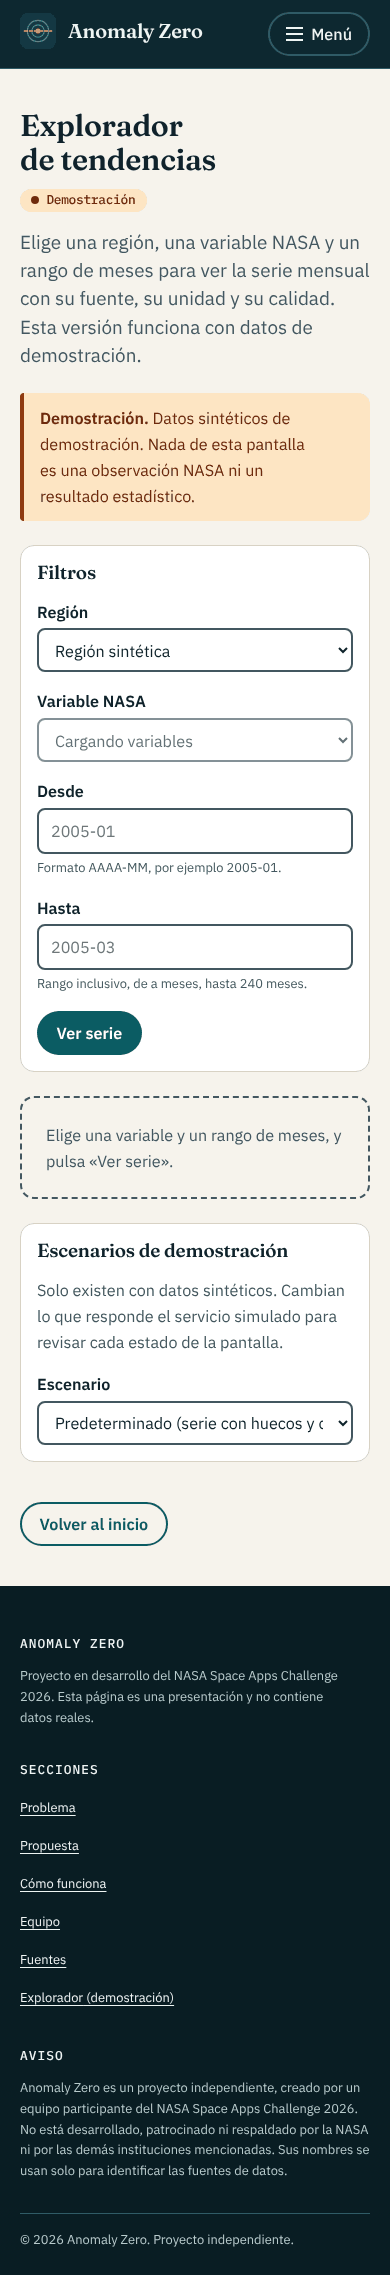 Anomaly Zero
Menú
Explorador
de tendencias
Demostración
Elige una región, una variable NASA y un
rango de meses para ver la serie mensual
con su fuente, su unidad y su calidad.
Esta versión funciona con datos de
demostración.
Demostración. Datos sintéticos de
demostración. Nada de esta pantalla
es una observación NASA ni un
resultado estadístico.
Filtros
Región
Región sintética
Variable NASA
Cargando variables
Desde
2005-01
Formato AAAA-MM, por ejemplo 2005-01.
Hasta
2005-03
Rango inclusivo, de a meses, hasta 240 meses.
Ver serie
Elige una variable y un rango de meses, y
pulsa «Ver serie».
Escenarios de demostración
Solo existen con datos sintéticos. Cambian
lo que responde el servicio simulado para
revisar cada estado de la pantalla.
Escenario
Predeterminado (serie con huecos y
Volver al inicio
ANOMALY ZERO
Proyecto en desarrollo del NASA Space Apps Challenge
2026. Esta página es una presentación y no contiene
datos reales.
SECCIONES
Problema
Propuesta
Cómo funciona
Equipo
Fuentes
Explorador (demostración)
AVISO
Anomaly Zero es un proyecto independiente, creado por un
equipo participante del NASA Space Apps Challenge 2026.
No está desarrollado, patrocinado ni respaldado por la NASA
ni por las demás instituciones mencionadas. Sus nombres se
usan solo para identificar las fuentes de datos.
© 2026 Anomaly Zero. Proyecto independiente.